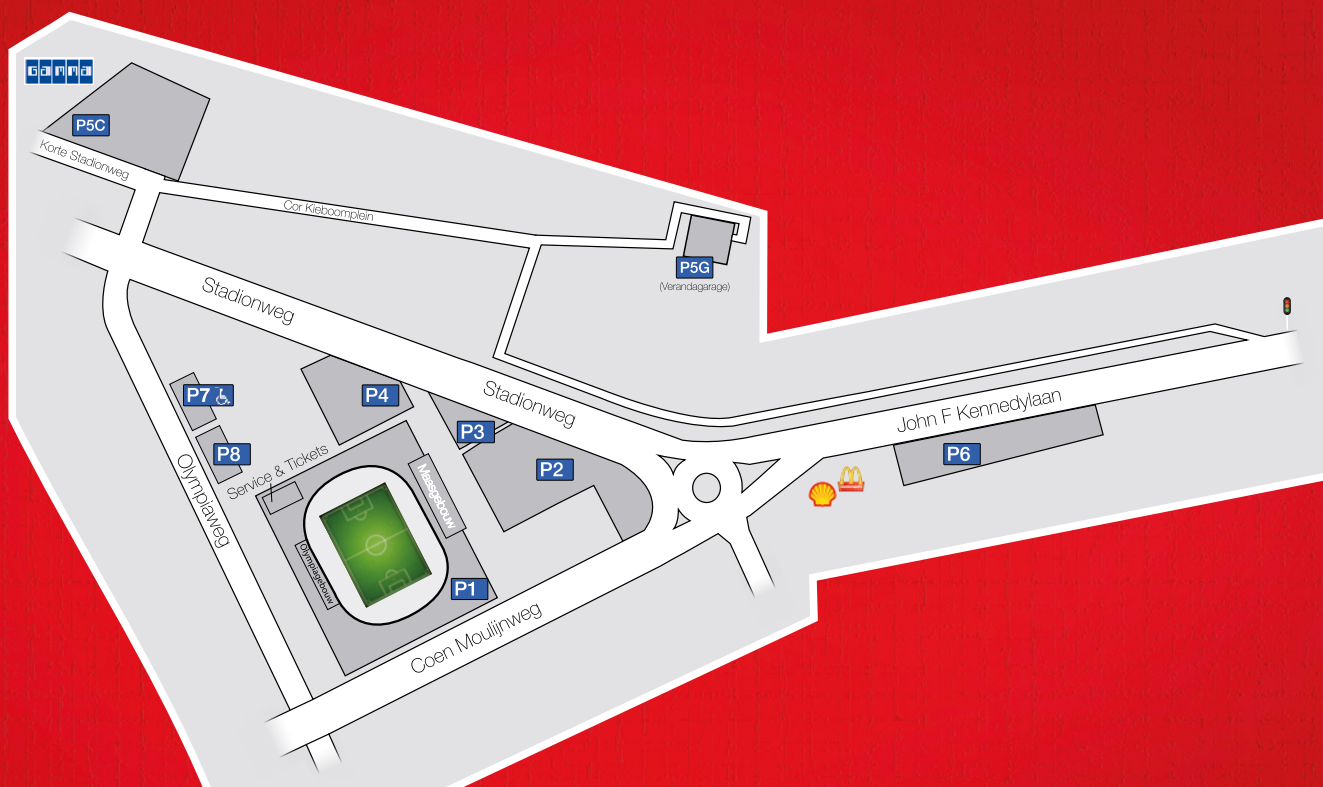 GAMMA
P5C
Korte Stadionweg
Cor Kieboomplein
P5G
(Verandagarage)
Stadionweg
Stadionweg
John F Kennedylaan
P7
P4
P3
P8
P2
P6
Service & Tickets
Maasgebouw
Olympiaweg
Olympiagebouw
P1
Coen Moulijnweg